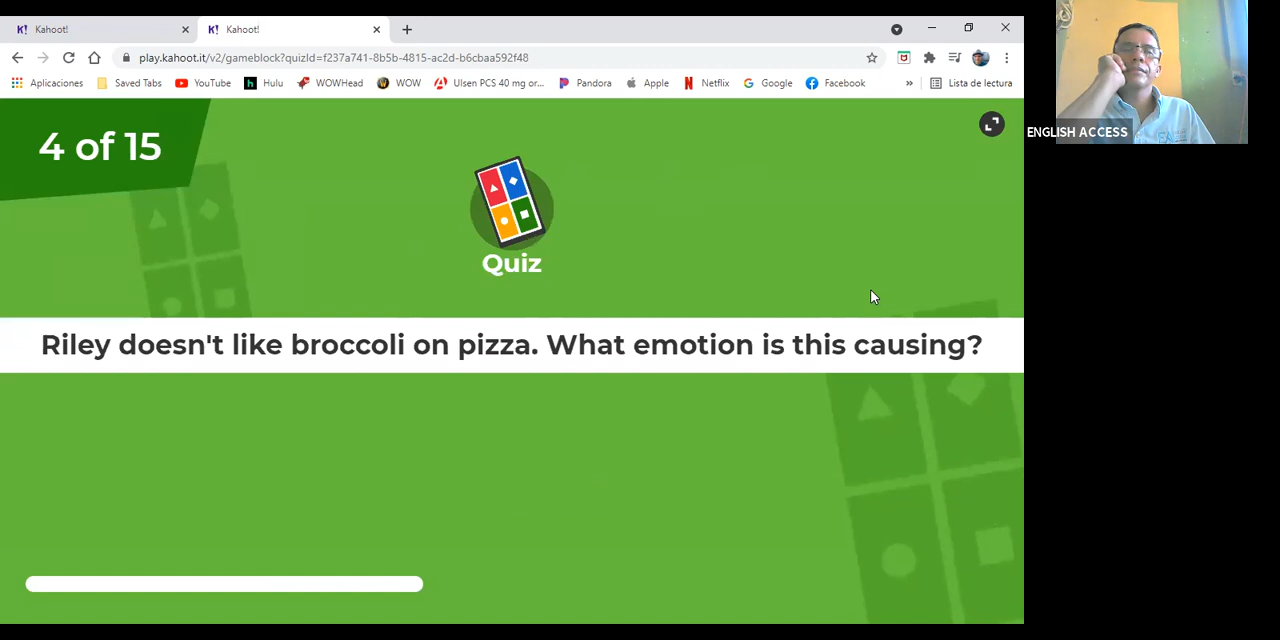 Kahoot!
Kahoot!
play.kahoot.it/v2/gameblock?quizId=f237a741-8b5b-4815-ac2d-b6cbaa592f48
Aplicaciones Saved Tabs YouTube Hulu WOWHead WOW Ulsen PCS 40 mg or... Pandora Apple Netflix Google Facebook » Lista de lectura
4 of 15
ENGLISH ACCESS
Quiz
Riley doesn't like broccoli on pizza. What emotion is this causing?